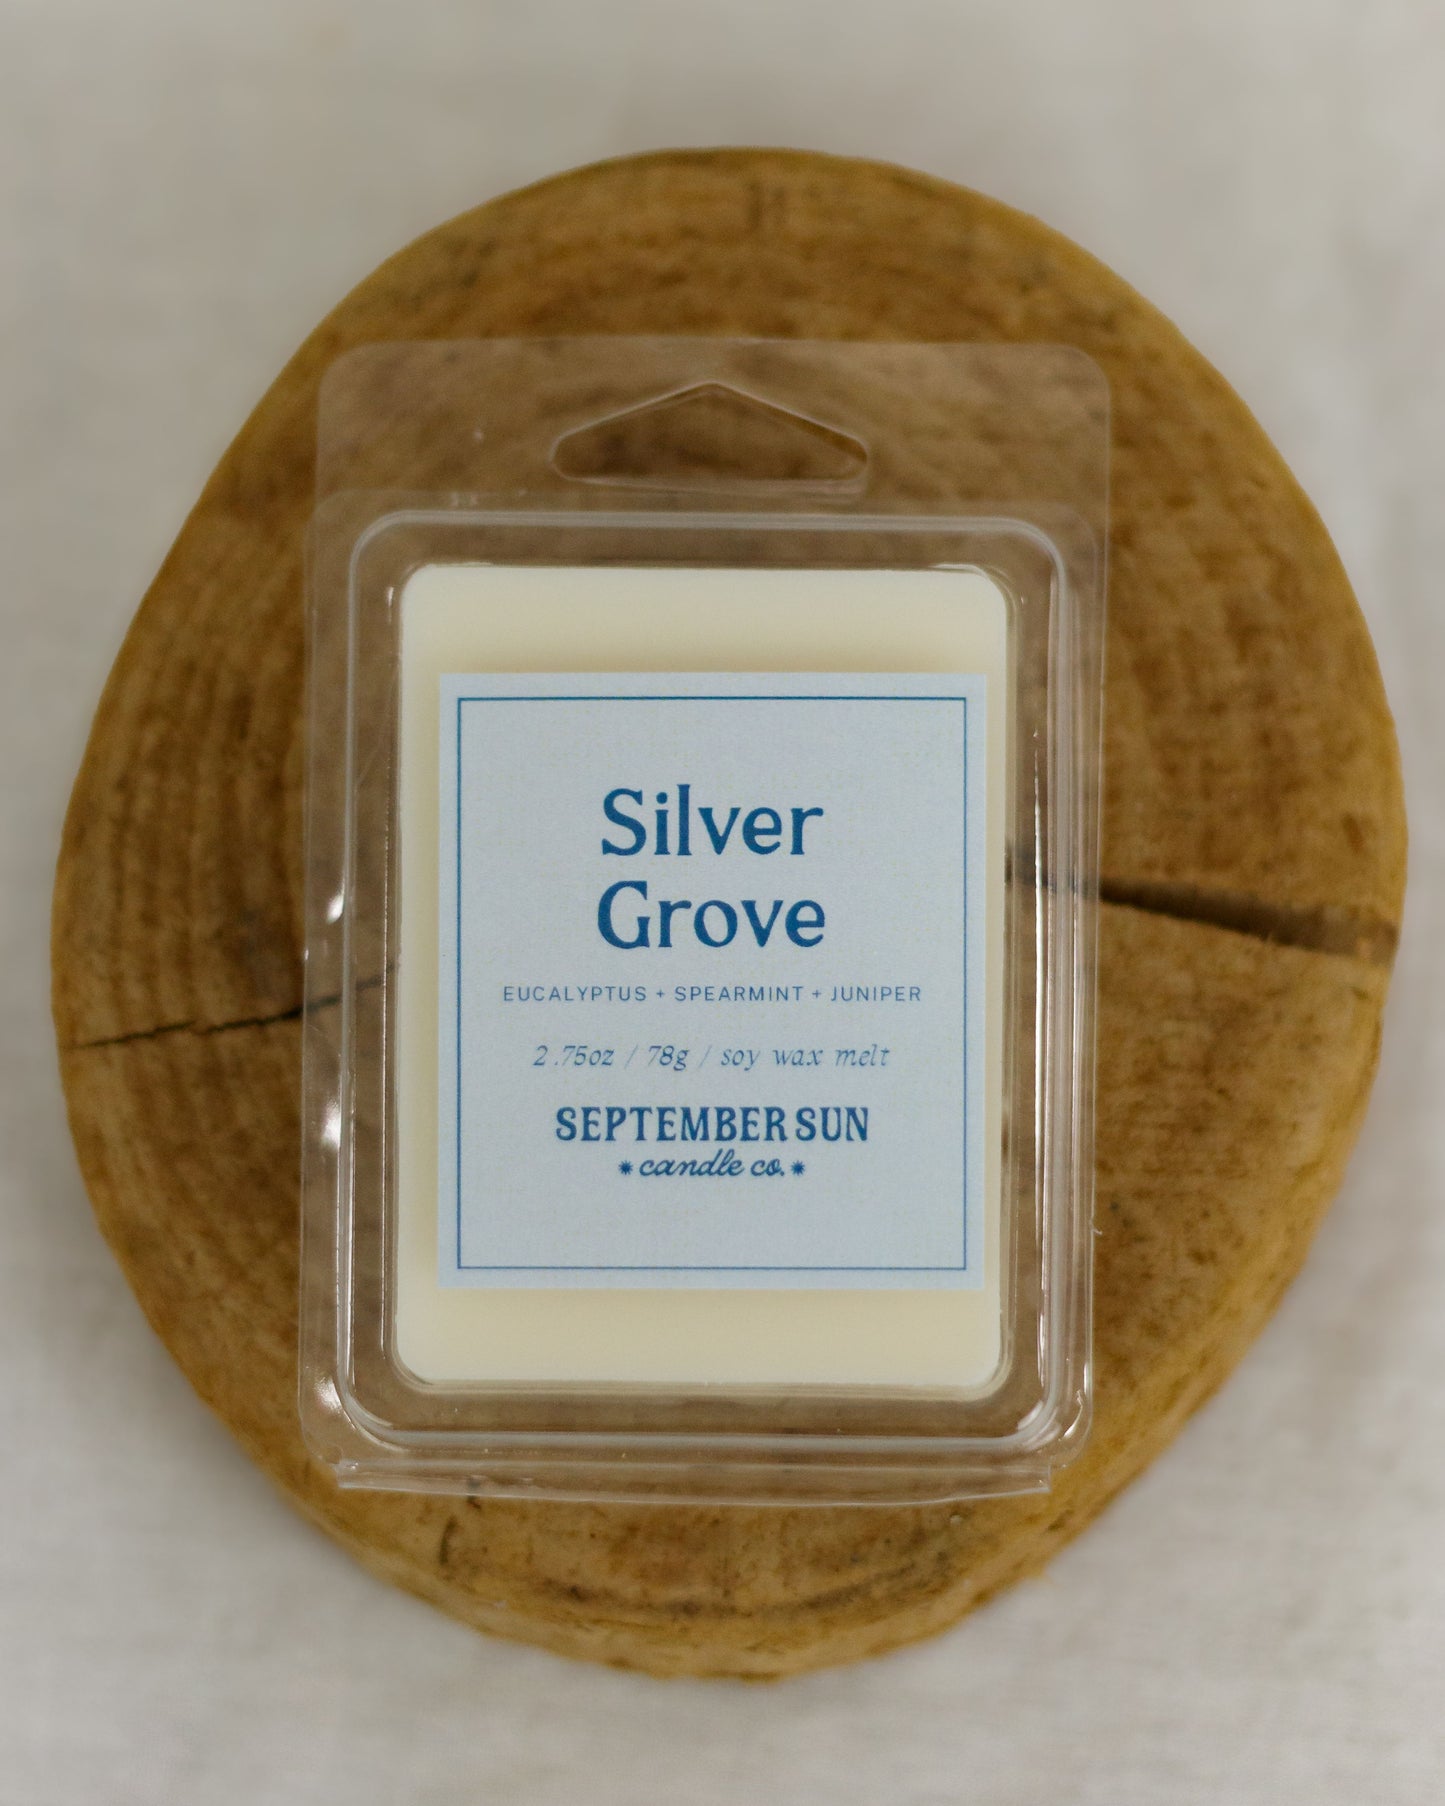 Silver
Grove
EUCALYPTUS + SPEARMINT + JUNIPER
2.75oz / 78g / soy wax melt
SEPTEMBER SUN
candle co.